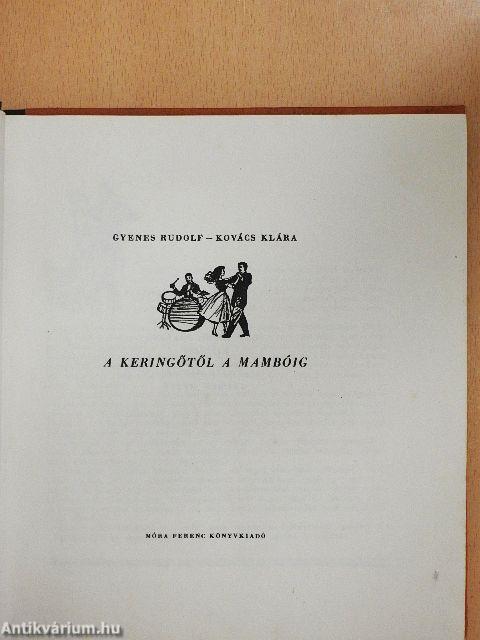 GYENES RUDOLF – KOVÁCS KLÁRA
A KERINGŐTŐL A MAMBÓIG
MÓRA FERENC KÖNYVKIADÓ
Antikvárium.hu